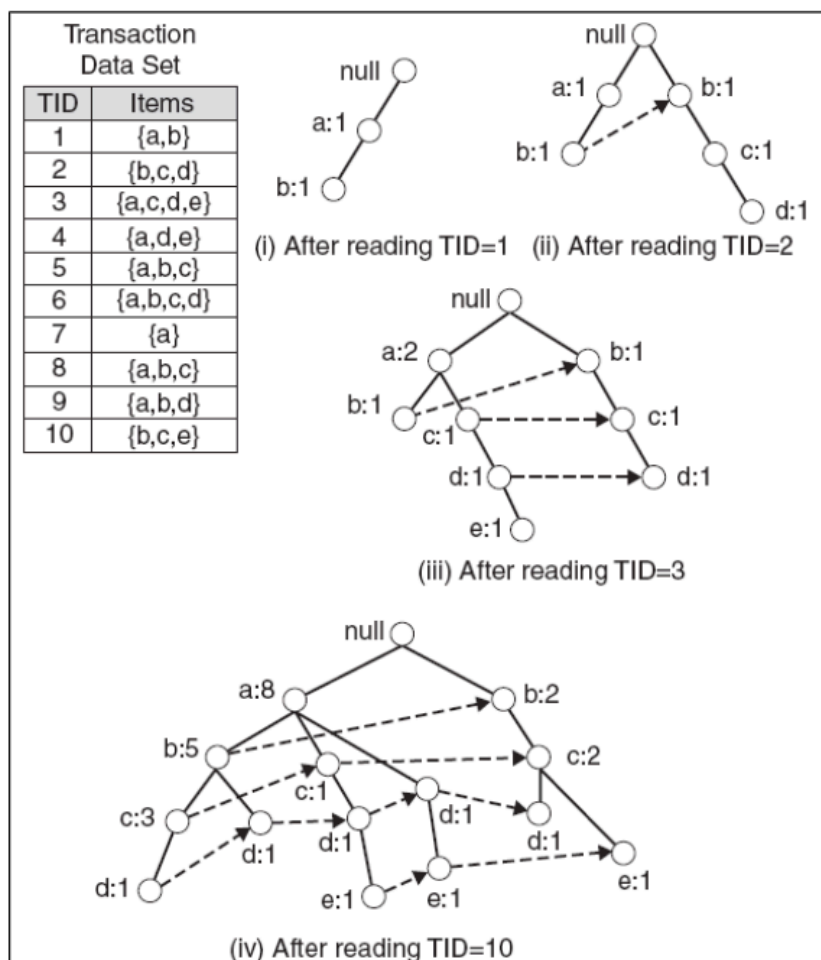 Transaction
Data Set
TID Items
1 {a,b}
2 {b,c,d}
3 {a,c,d,e}
4 {a,d,e}
5 {a,b,c}
6 {a,b,c,d}
7 {a}
8 {a,b,c}
9 {a,b,d}
10 {b,c,e}
null
a:1
b:1
(i) After reading TID=1
null
a:1 b:1
b:1 c:1
d:1
(ii) After reading TID=2
null
a:2 b:1
b:1 c:1 c:1
d:1 d:1
e:1
(iii) After reading TID=3
null
a:8 b:2
b:5 c:2
c:3 c:1 d:1
d:1 d:1 d:1
d:1 e:1 e:1 e:1
(iv) After reading TID=10